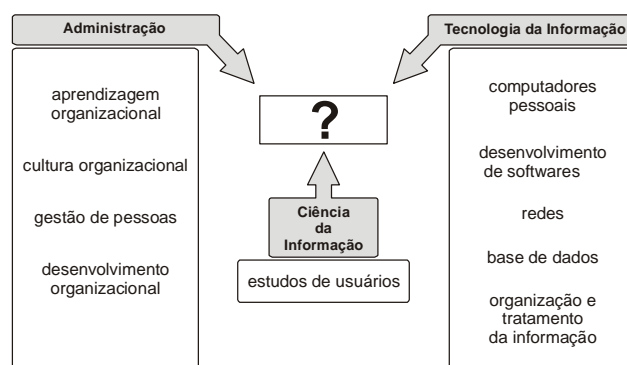 Administração
aprendizagem
organizacional
cultura organizacional
gestão de pessoas
desenvolvimento
organizacional
?
Ciência
da
Informação
estudos de usuários
Tecnologia da Informação
computadores
pessoais
desenvolvimento
de softwares
redes
base de dados
organização e
tratamento
da informação